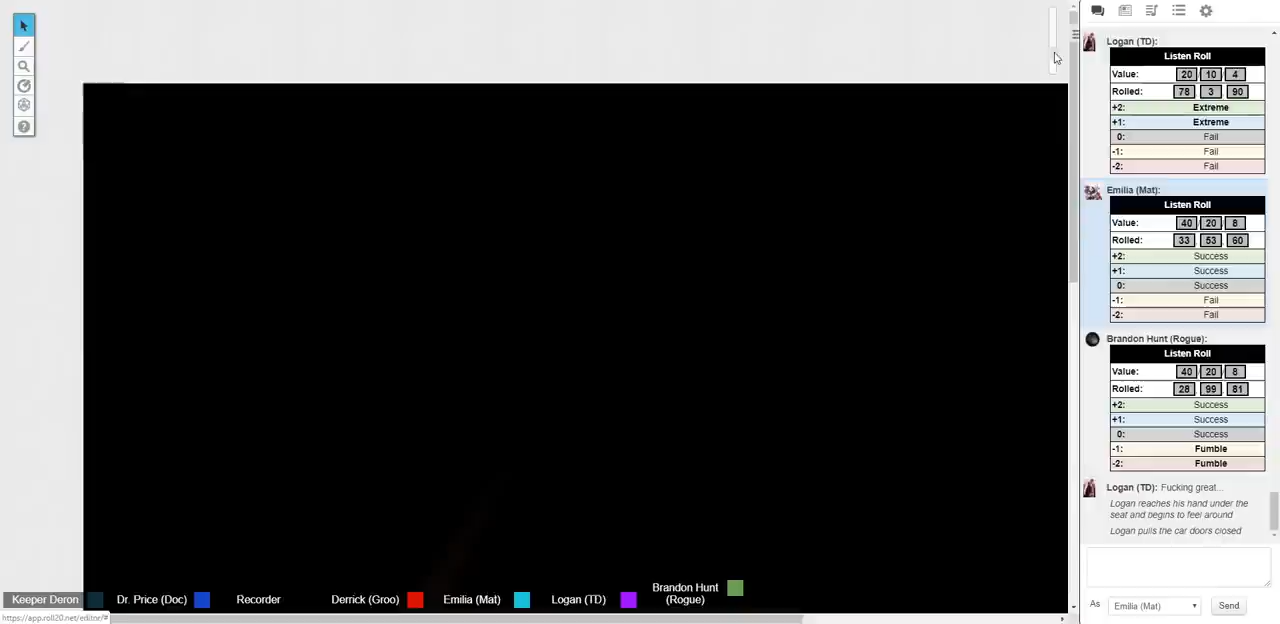 Logan (TD):
Listen Roll
Value: 20 10 4
Rolled: 78 3 90
+2: Extreme
+1: Extreme
0: Fail
-1: Fail
-2: Fail
Emilia (Mat):
Listen Roll
Value: 40 20 8
Rolled: 33 53 60
+2: Success
+1: Success
0: Success
-1: Fail
-2: Fail
Brandon Hunt (Rogue):
Listen Roll
Value: 40 20 8
Rolled: 28 99 81
+2: Success
+1: Success
0: Success
-1: Fumble
-2: Fumble
Logan (TD): Fucking great...
Logan reaches his hand under the
seat and begins to feel around
Logan pulls the car doors closed
As Emilia (Mat) Send
Keeper Deron Dr. Price (Doc) Recorder Derrick (Groo) Emilia (Mat) Logan (TD) Brandon Hunt
(Rogue)
https://app.roll20.net/editor/#